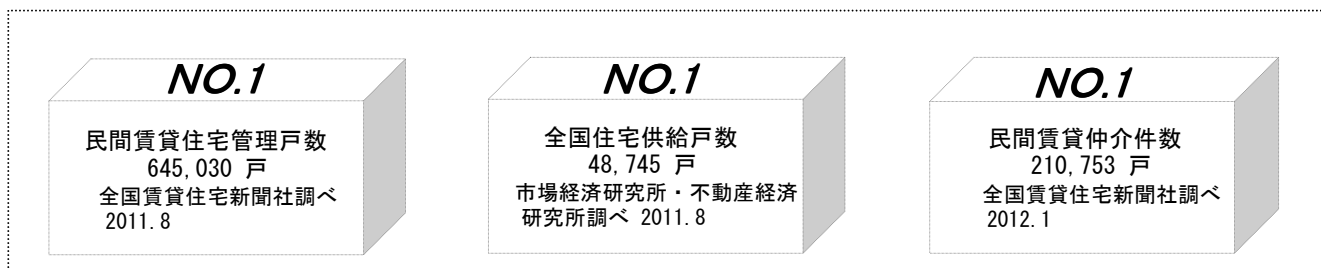 NO.1
民間賃貸住宅管理戸数
645,030 戸
全国賃貸住宅新聞社調べ
2011.8
NO.1
全国住宅供給戸数
48,745 戸
市場経済研究所・不動産経済
研究所調べ 2011.8
NO.1
民間賃貸仲介件数
210,753 戸
全国賃貸住宅新聞社調べ
2012.1